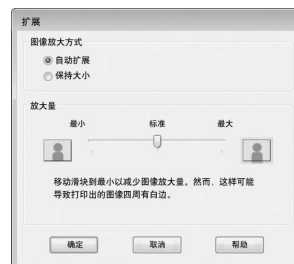 扩展
图像放大方式
自动扩展
保持大小
放大量
最小 标准 最大
移动滑块到最小以减少图像放大量。然而，这样可能
导致打印出的图像四周有白边。
确定 取消 帮助